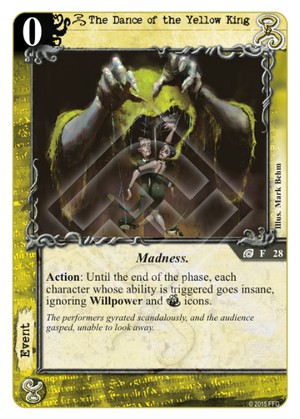 0
The Dance of the Yellow King
Illus. Mark Behm
F 28
Madness.
Action: Until the end of the phase, each
character whose ability is triggered goes insane,
ignoring Willpower and icons.
The performers gyrated scandalously, and the audience
gasped, unable to look away.
Event
© 2015 FFG